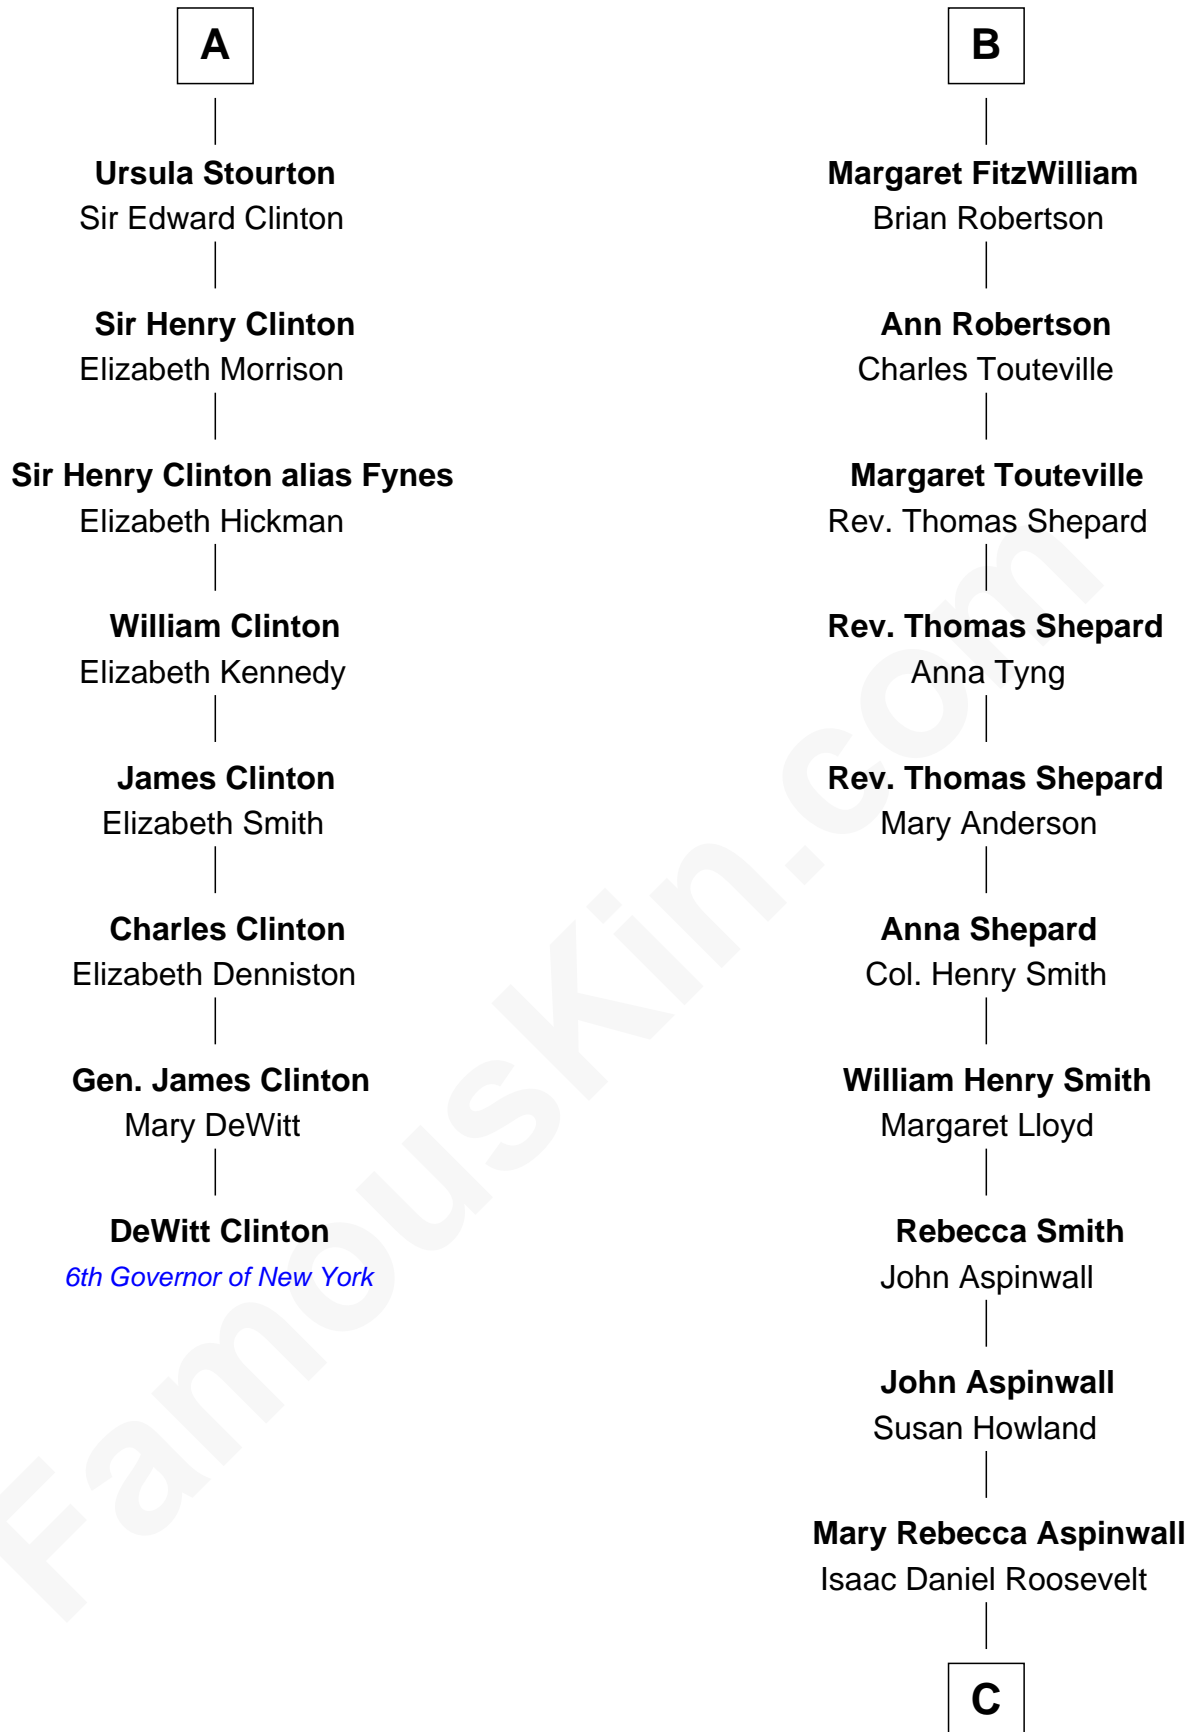 A
Ursula Stourton
Sir Edward Clinton
Sir Henry Clinton
Elizabeth Morrison
Sir Henry Clinton alias Fynes
Elizabeth Hickman
William Clinton
Elizabeth Kennedy
James Clinton
Elizabeth Smith
Charles Clinton
Elizabeth Denniston
Gen. James Clinton
Mary DeWitt
DeWitt Clinton
6th Governor of New York
B
Margaret FitzWilliam
Brian Robertson
Ann Robertson
Charles Touteville
Margaret Touteville
Rev. Thomas Shepard
Rev. Thomas Shepard
Anna Tyng
Rev. Thomas Shepard
Mary Anderson
Anna Shepard
Col. Henry Smith
William Henry Smith
Margaret Lloyd
Rebecca Smith
John Aspinwall
John Aspinwall
Susan Howland
Mary Rebecca Aspinwall
Isaac Daniel Roosevelt
C
FamousKin.com